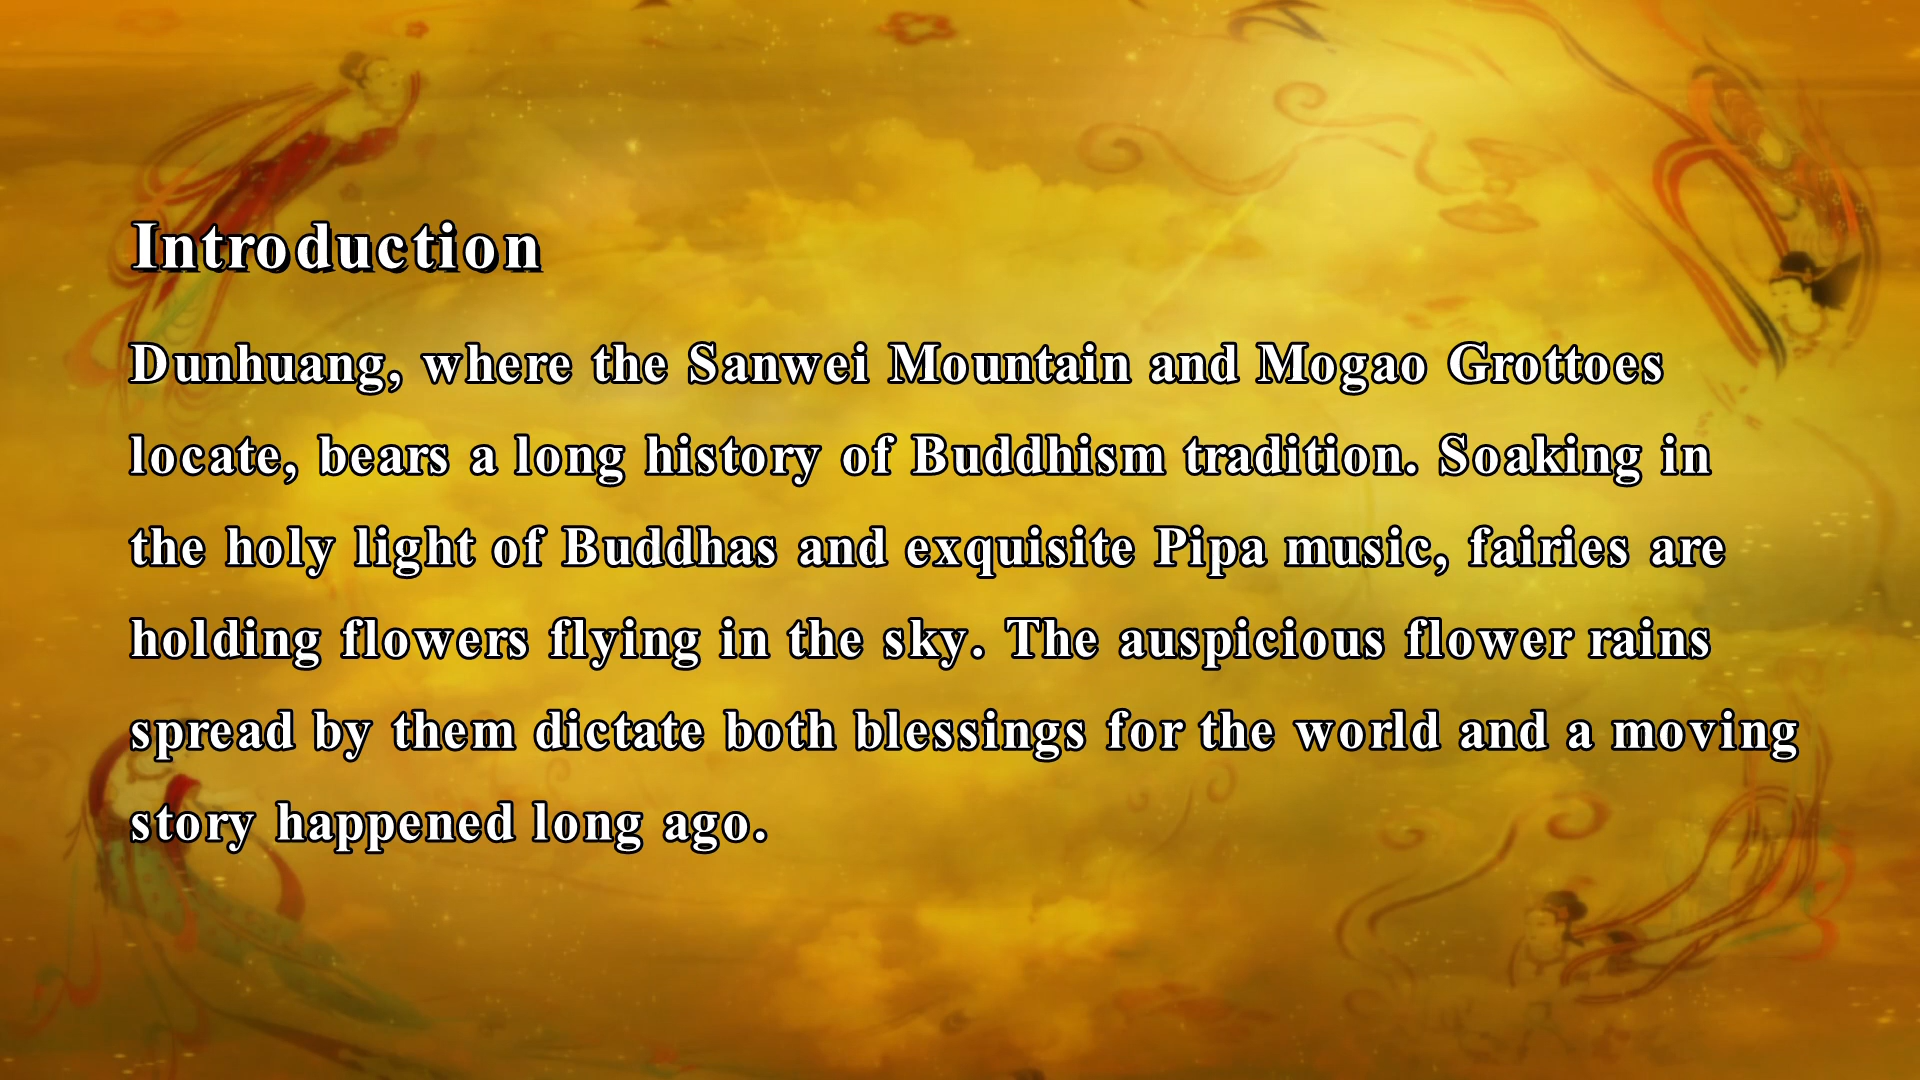 Introduction
Dunhuang, where the Sanwei Mountain and Mogao Grottoes
locate, bears a long history of Buddhism tradition. Soaking in
the holy light of Buddhas and exquisite Pipa music, fairies are
holding flowers flying in the sky. The auspicious flower rains
spread by them dictate both blessings for the world and a moving
story happened long ago.